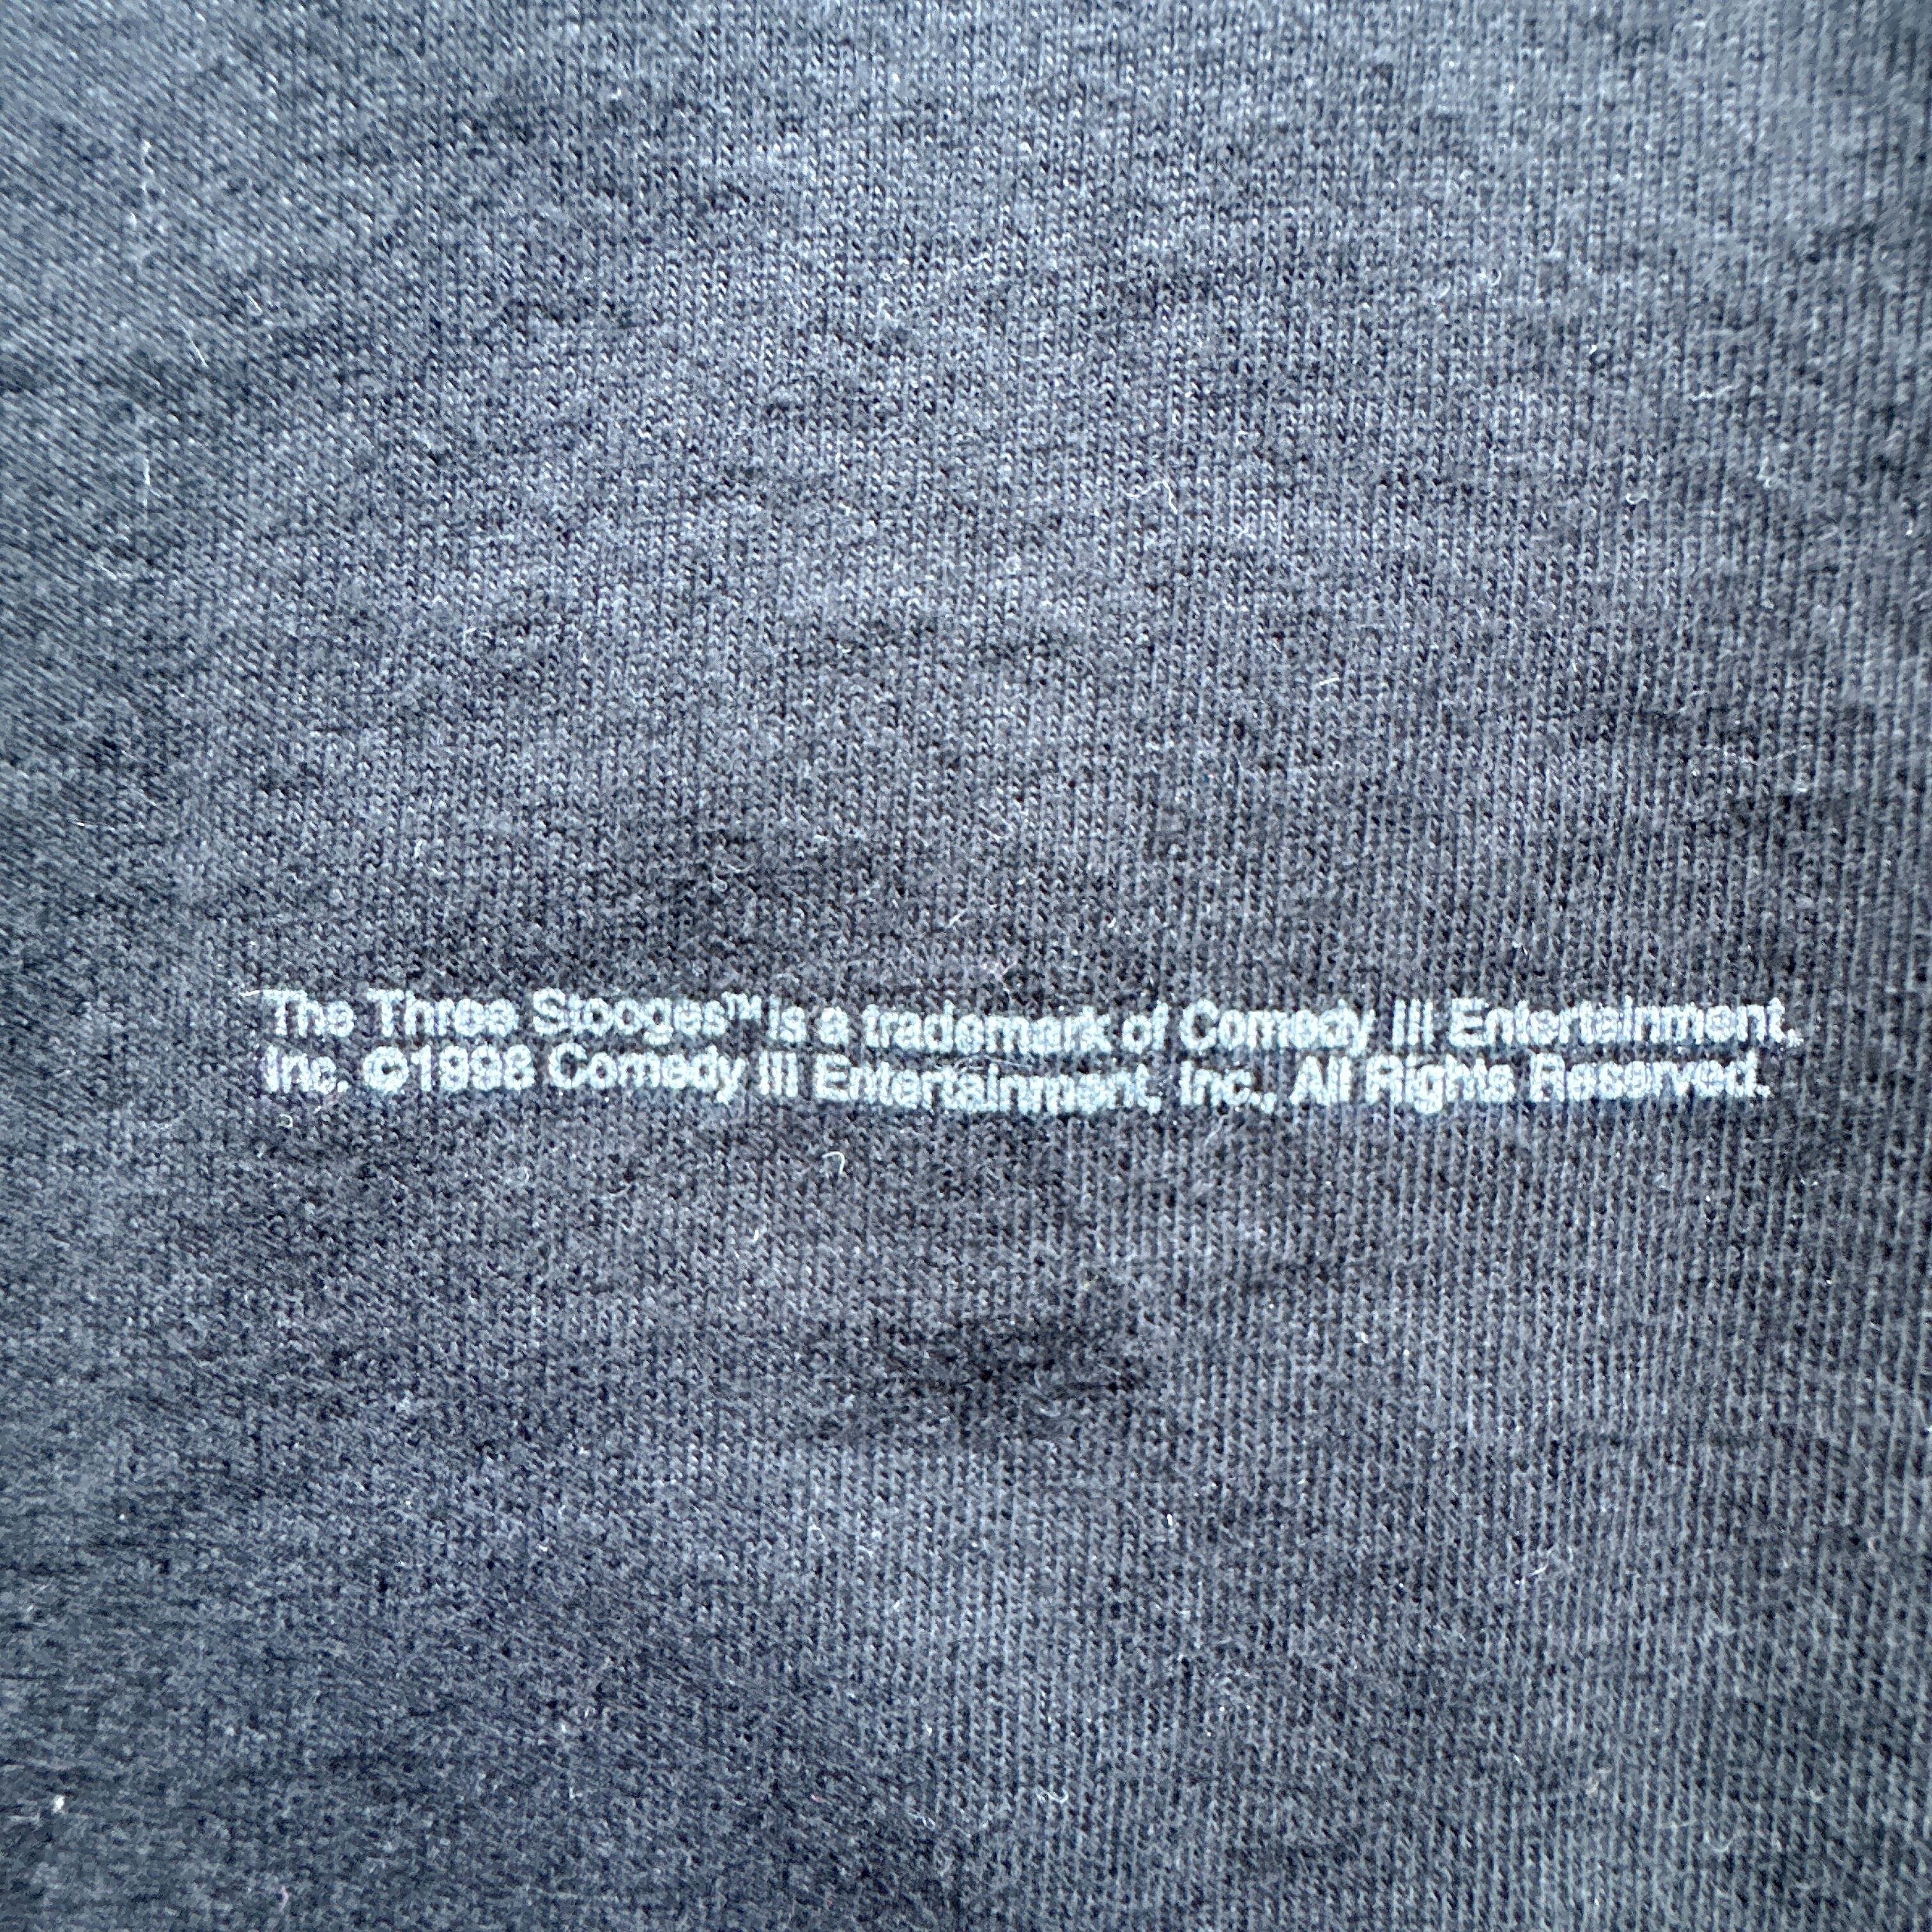 The Three Stooges™ is a trademark of Comedy III Entertainment,
Inc. ©1998 Comedy III Entertainment, Inc., All Rights Reserved.